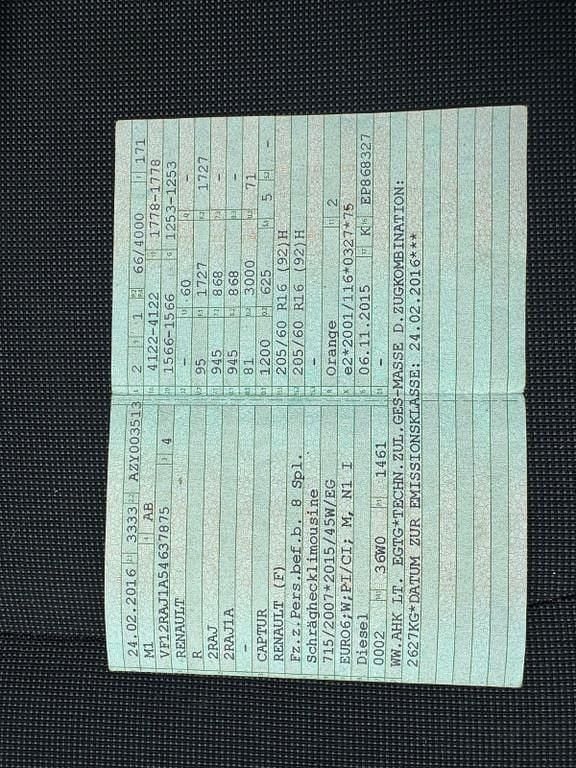 24.02.2016 3333 AZY003513
M1 AB
VF12RAJ1A54637875 4
RENAULT
R
2RAJ
2RAJ1A
-
CAPTUR
RENAULT (F)
Fz.z.Pers.bef.b. 8 Spl.
Schräghecklimousine
715/2007*2015/45W/EG
EURO6;W;PI/CI; M, N1 I
Diesel
0002 36W0 1461
2 1 66/4000 171
4122-4122 1778-1778
1566-1566 1253-1253
- 60 -
95 1727 1727
945 868 -
945 868 -
81 3000 71
1200 625 5 -
205/60 R16 (92)H
205/60 R16 (92)H
-
Orange 2
e2*2001/116*0327*75
06.11.2015 K EP868327
-
WW.AHK LT. EGTG*TECHN.ZUL.GES-MASSE D.ZUGKOMBINATION:
2627KG*DATUM ZUR EMISSIONSKLASSE: 24.02.2016***